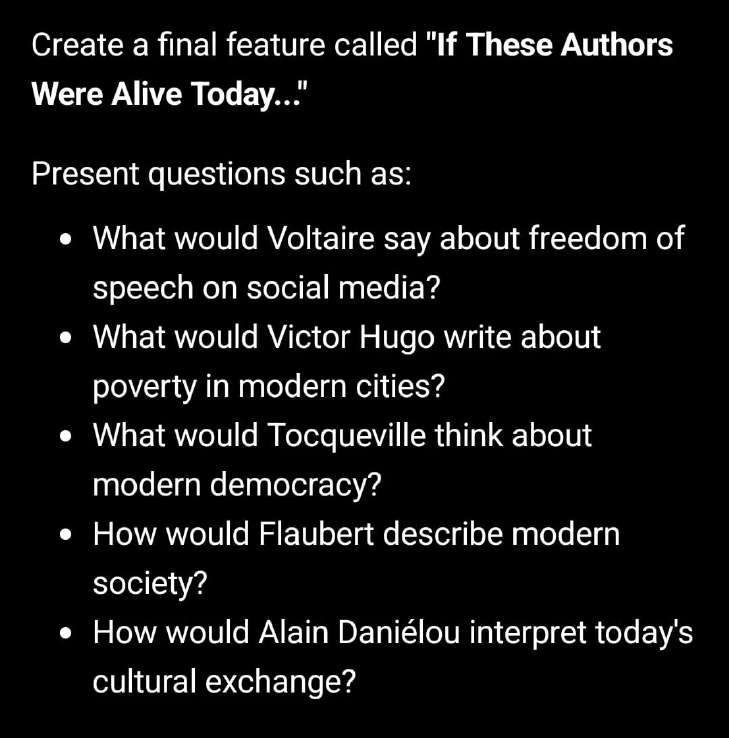 Create a final feature called "If These Authors
Were Alive Today..."
Present questions such as:
• What would Voltaire say about freedom of
speech on social media?
• What would Victor Hugo write about
poverty in modern cities?
• What would Tocqueville think about
modern democracy?
• How would Flaubert describe modern
society?
• How would Alain Daniélou interpret today's
cultural exchange?